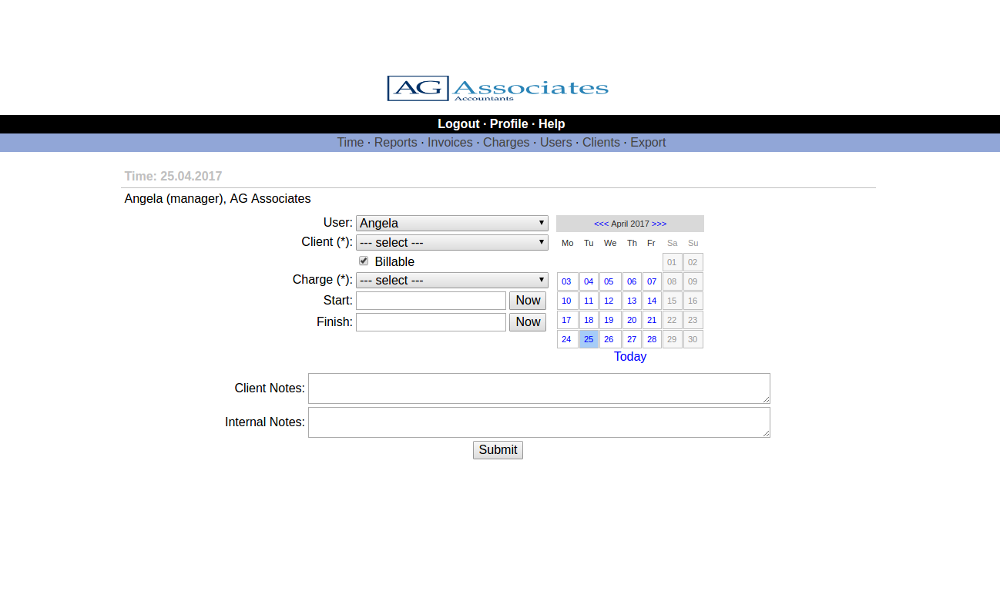 AG Associates
Accountants
Logout · Profile · Help
Time · Reports · Invoices · Charges · Users · Clients · Export
Time: 25.04.2017
Angela (manager), AG Associates
User: Angela
Client (*): --- select ---
Billable
Charge (*): --- select ---
Start: Now
Finish: Now
<<< April 2017 >>>
Mo Tu We Th Fr Sa Su
01 02
03 04 05 06 07 08 09
10 11 12 13 14 15 16
17 18 19 20 21 22 23
24 25 26 27 28 29 30
Today
Client Notes:
Internal Notes:
Submit